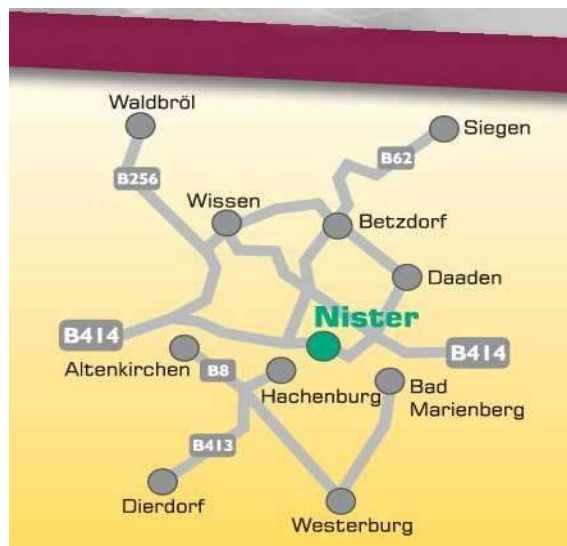 Waldbröl
Siegen
B62
B256
Wissen
Betzdorf
Daaden
Nister
B414
B414
Altenkirchen
B8
Hachenburg
Bad
Marienberg
B413
Dierdorf
Westerburg